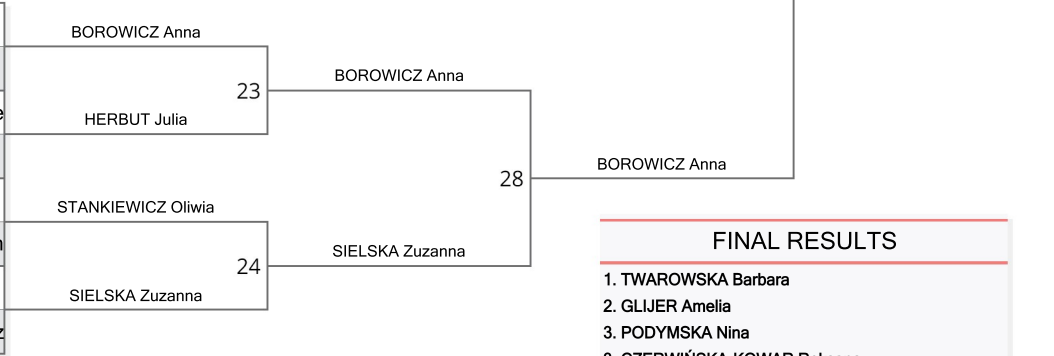 BOROWICZ Anna
BOROWICZ Anna
23
HERBUT Julia
BOROWICZ Anna
28
STANKIEWICZ Oliwia
FINAL RESULTS
SIELSKA Zuzanna
24
1. TWAROWSKA Barbara
SIELSKA Zuzanna
2. GLIJER Amelia
3. PODYMSKA Nina